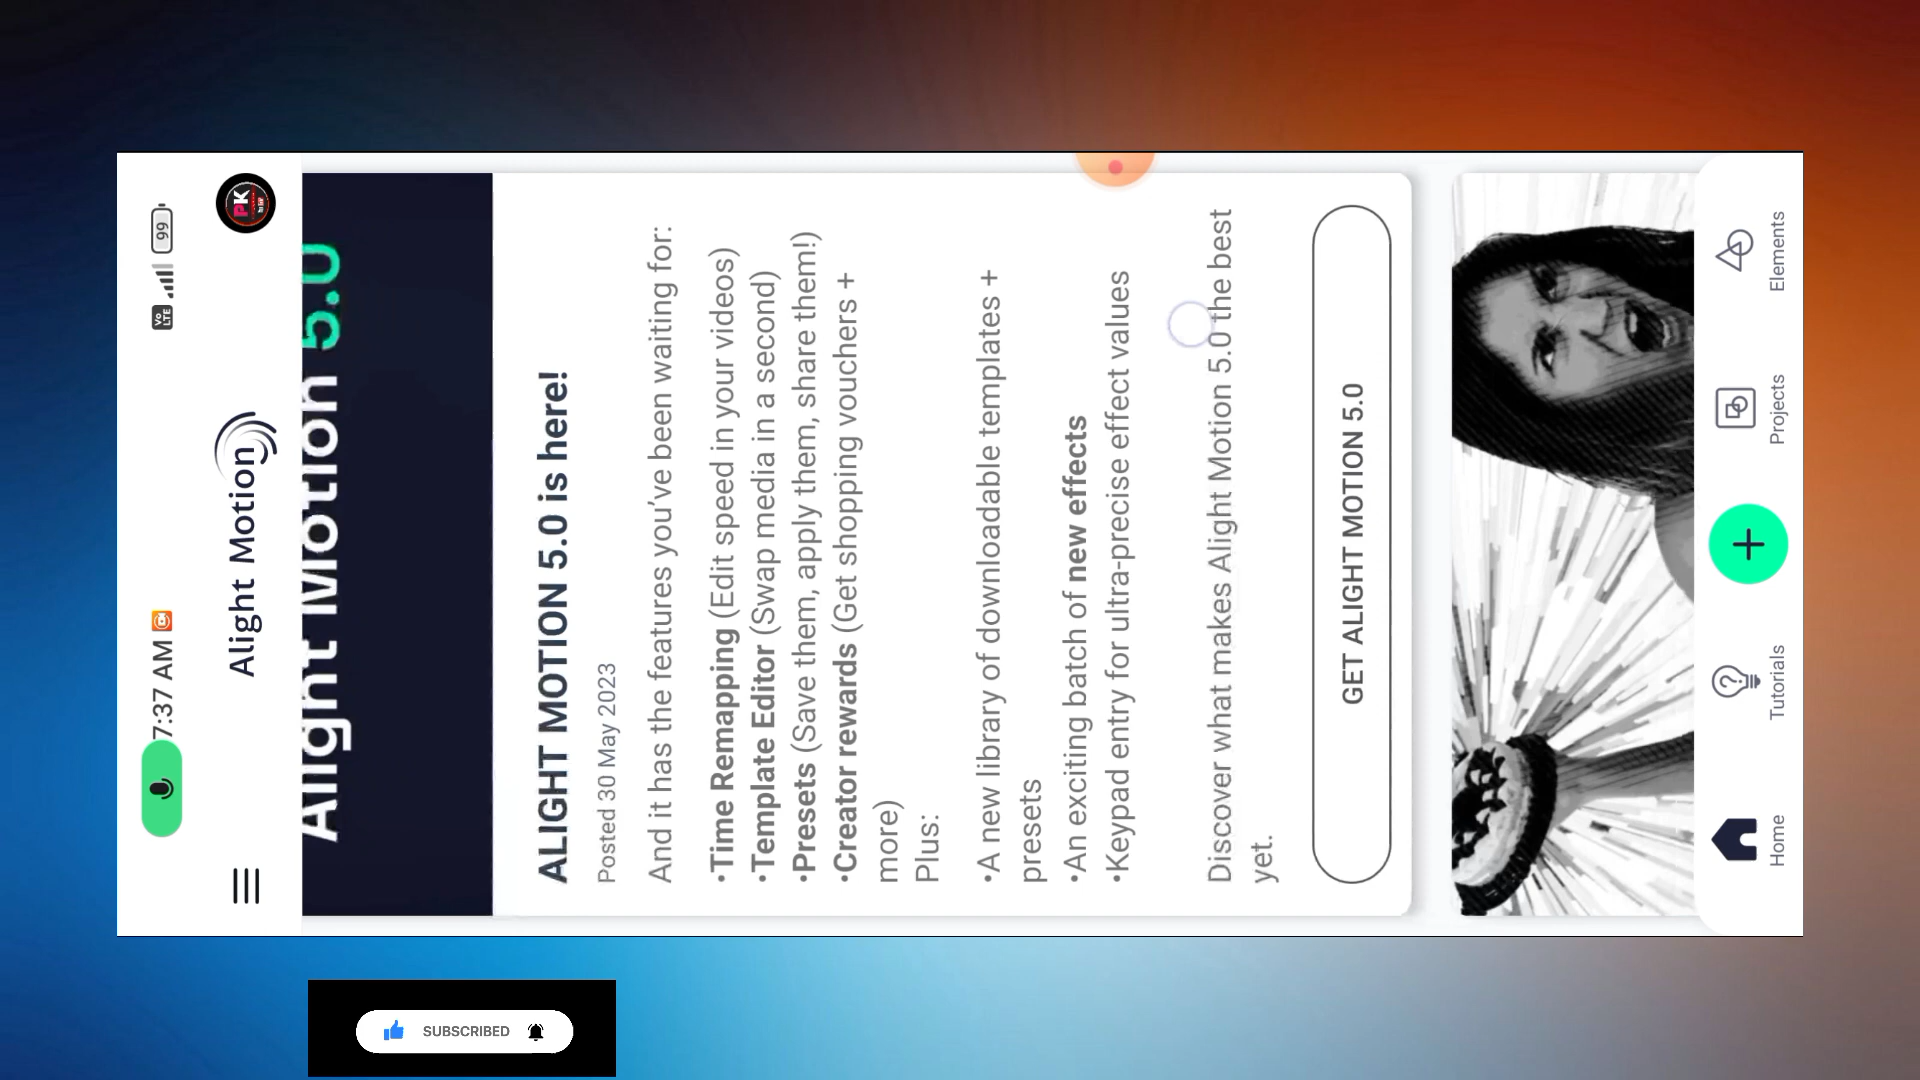 7:37 AM
Vo
LTE
99
Alight Motion
PK
Alight Motion 5.0
ALIGHT MOTION 5.0 is here!
Posted 30 May 2023
And it has the features you've been waiting for:
•Time Remapping (Edit speed in your videos)
•Template Editor (Swap media in a second)
•Presets (Save them, apply them, share them!)
•Creator rewards (Get shopping vouchers +
more)
Plus:
•A new library of downloadable templates +
presets
•An exciting batch of new effects
•Keypad entry for ultra-precise effect values
Discover what makes Alight Motion 5.0 the best
yet.
GET ALIGHT MOTION 5.0
Home
Tutorials
Projects
Elements
SUBSCRIBED